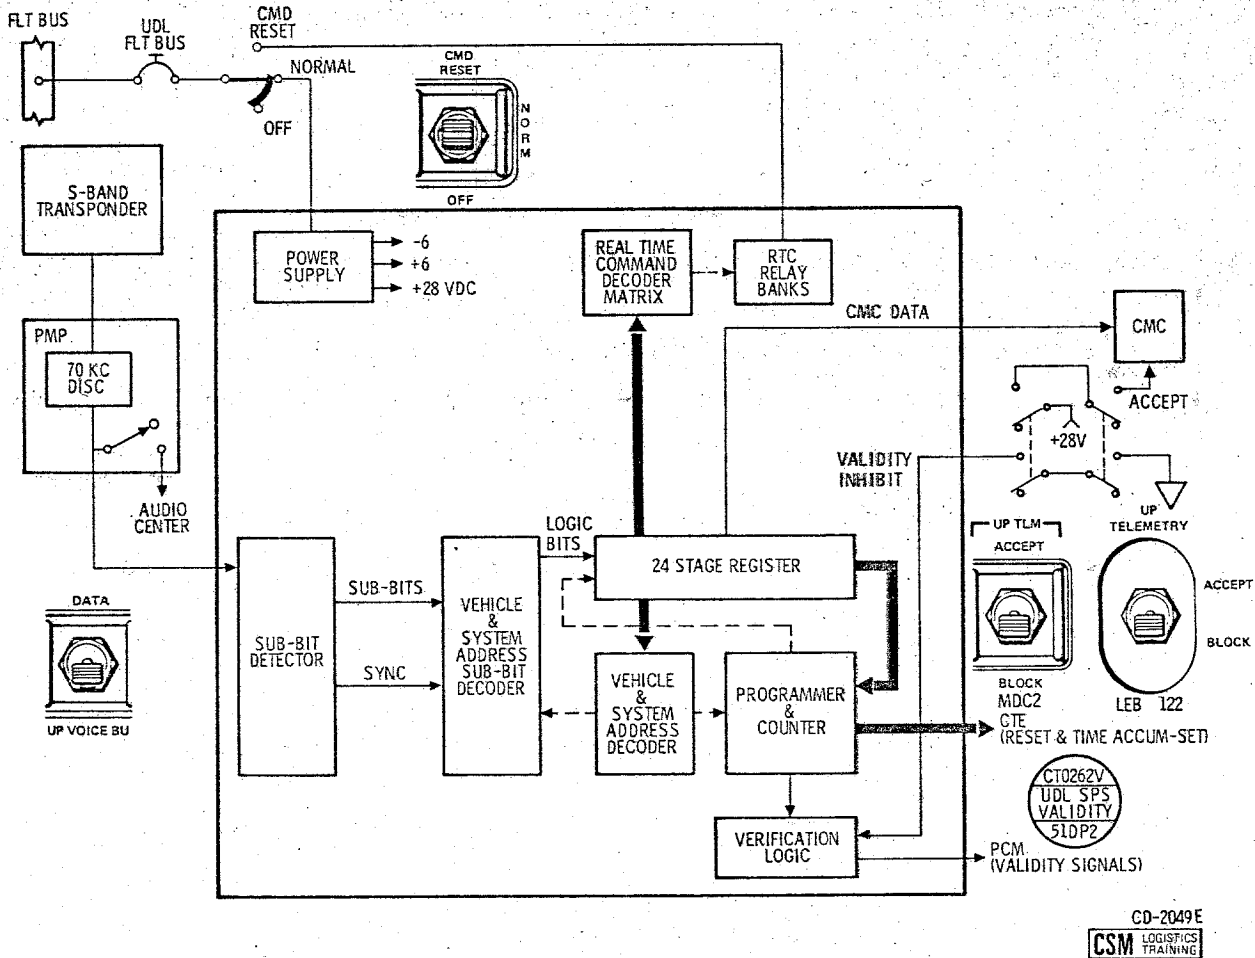 FLT BUS
UDL
FLT BUS
CMD
RESET
NORMAL
OFF
CMD
RESET
NORM
OFF
S-BAND
TRANSPONDER
POWER
SUPPLY
-6
+6
+28 VDC
REAL TIME
COMMAND
DECODER
MATRIX
RTC
RELAY
BANKS
CMC DATA
CMC
PMP
70 KC
DISC
AUDIO
CENTER
ACCEPT
+28V
VALIDITY
INHIBIT
UP
TELEMETRY
ACCEPT
BLOCK
LEB 122
UP TLM
ACCEPT
BLOCK
MDC2
LOGIC
BITS
24 STAGE REGISTER
SUB-BITS
SYNC
SUB-BIT
DETECTOR
VEHICLE
&
SYSTEM
ADDRESS
SUB-BIT
DECODER
VEHICLE
&
SYSTEM
ADDRESS
DECODER
PROGRAMMER
&
COUNTER
DATA
UP VOICE BU
CTE
(RESET & TIME ACCUM-SET)
CT0262V
UDL SPS
VALIDITY
51DP2
VERIFICATION
LOGIC
PCM
(VALIDITY SIGNALS)
CD-2049E
CSM LOGISTICS
TRAINING